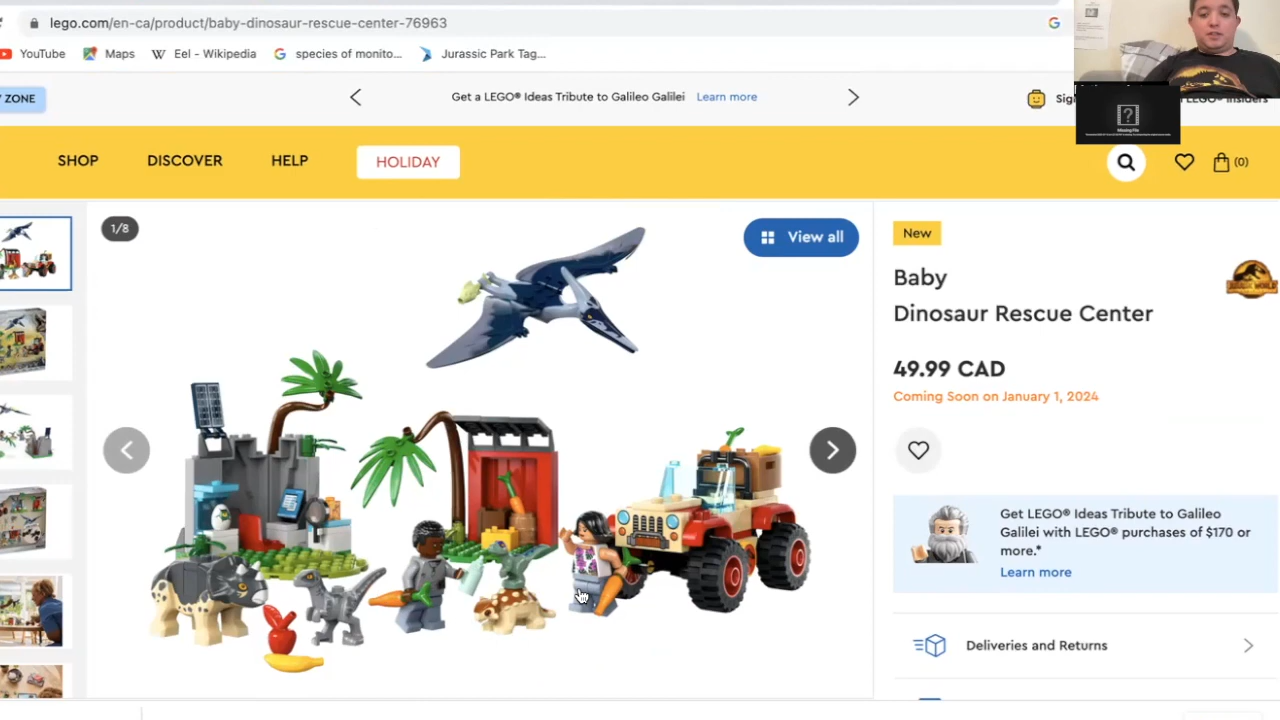 lego.com/en-ca/product/baby-dinosaur-rescue-center-76963
YouTube
Maps
Eel - Wikipedia
species of monito...
Jurassic Park Tag...
ZONE
Get a LEGO® Ideas Tribute to Galileo Galilei Learn more
SHOP
DISCOVER
HELP
HOLIDAY
(0)
1/8
View all
New
Baby
Dinosaur Rescue Center
JURASSIC WORLD
49.99 CAD
Coming Soon on January 1, 2024
Get LEGO® Ideas Tribute to Galileo
Galilei with LEGO® purchases of $170 or
more.*
Learn more
Deliveries and Returns